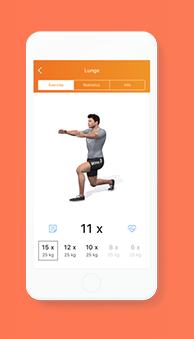 Lunge
Exercise Statistics Info
11 x
15 x 12 x 10 x 8 x 6 x
25 kg 25 kg 25 kg 25 kg 25 kg